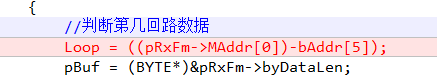 {
//判断第几回路数据
Loop = ((pRxFm->MAddr[0])-bAddr[5]);
pBuf = (BYTE*)&pRxFm->byDataLen;